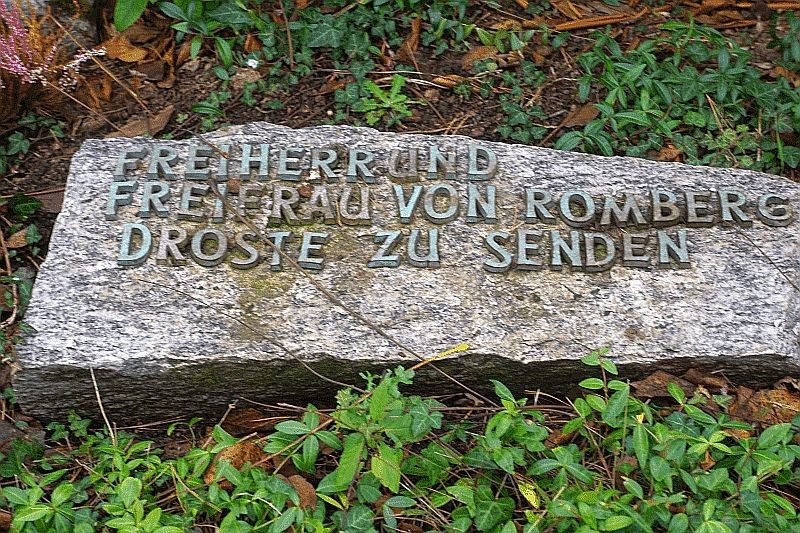 FREIHERR UND
FREIFRAU VON ROMBERG
DROSTE ZU SENDEN